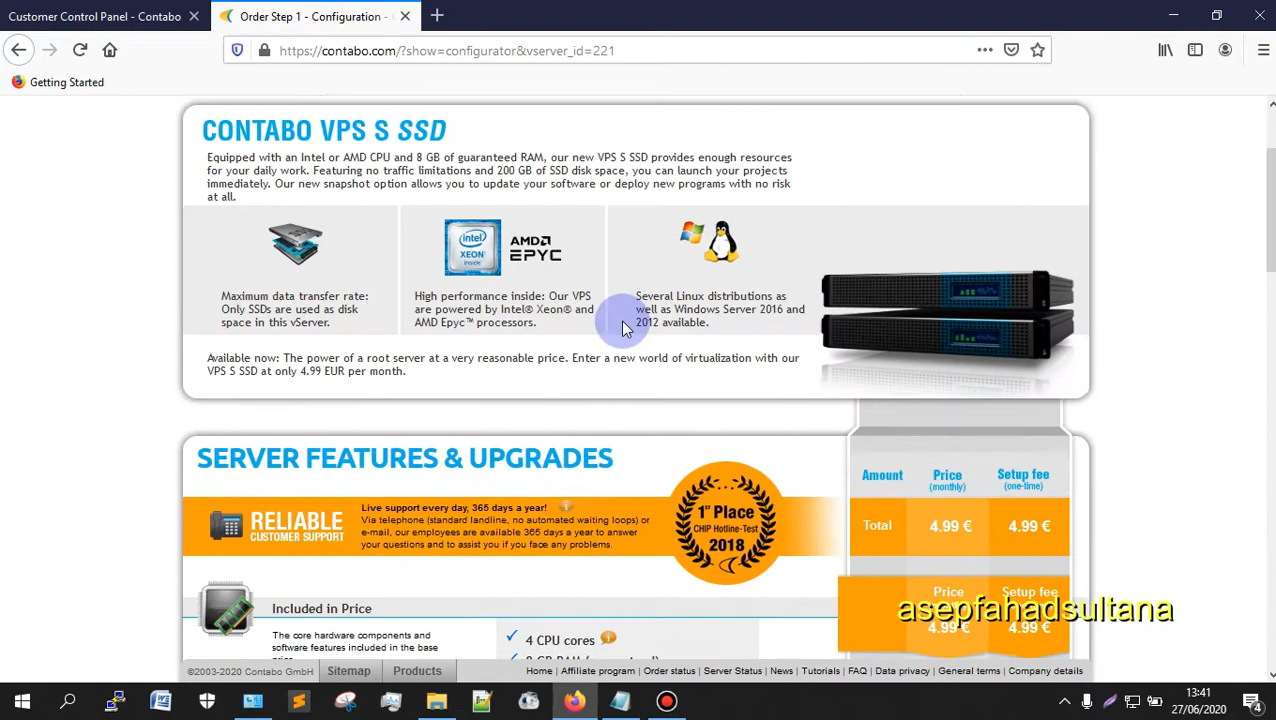 Customer Control Panel - Contabo
Order Step 1 - Configuration -
https://contabo.com/?show=configurator&vserver_id=221
Getting Started
CONTABO VPS S SSD
Equipped with an Intel or AMD CPU and 8 GB of guaranteed RAM, our new VPS S SSD provides enough resources
for your daily work. Featuring no traffic limitations and 200 GB of SSD disk space, you can launch your projects
immediately. Our new snapshot option allows you to update your software or deploy new programs with no risk
at all.
intel
XEON
inside
AMD
EPYC
Maximum data transfer rate:
Only SSDs are used as disk
space in this vServer.
High performance inside: Our VPS
are powered by Intel® Xeon® and
AMD Epyc™ processors.
Several Linux distributions as
well as Windows Server 2016 and
2012 available.
Available now: The power of a root server at a very reasonable price. Enter a new world of virtualization with our
VPS S SSD at only 4.99 EUR per month.
SERVER FEATURES & UPGRADES
Amount
Price
(monthly)
Setup fee
(one-time)
RELIABLE
CUSTOMER SUPPORT
Live support every day, 365 days a year!
Via telephone (standard landline, no automated waiting loops) or
e-mail, our employees are available 365 days a year to answer
your questions and to assist you if you face any problems.
1st Place
CHIP Hotline-Test
2018
Total
4.99 €
4.99 €
Price
Setup fee
4.99 €
4.99 €
asepfahadsultana
Included in Price
The core hardware components and
software features included in the base
4 CPU cores
©2003-2020 Contabo GmbH
Sitemap
Products
Home | Affiliate program | Order status | Server Status | News | Tutorials | FAQ | Data privacy | General terms | Company details
13:41
27/06/2020
4